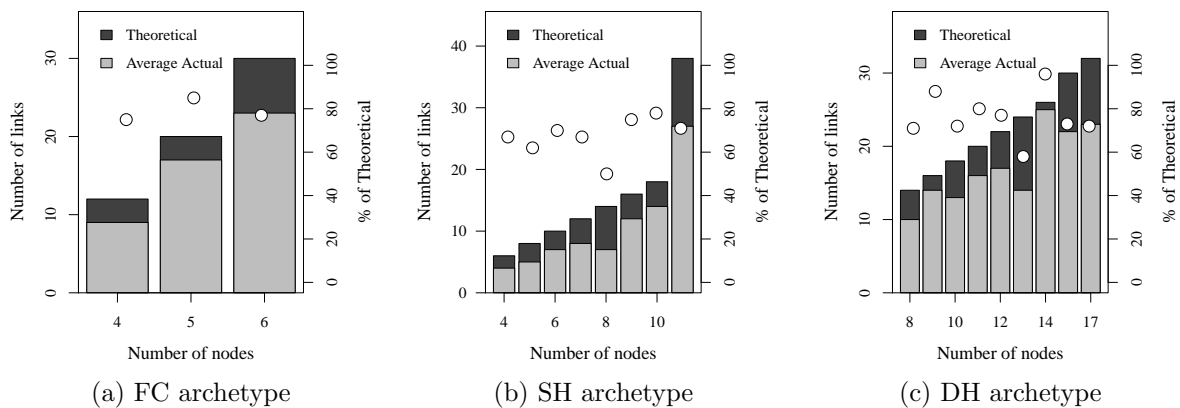 Theoretical
Average Actual
Number of links
0 10 20 30
% of Theoretical
0 20 40 60 80 100
4 5 6
Number of nodes
(a) FC archetype
Theoretical
Average Actual
Number of links
0 10 20 30 40
% of Theoretical
0 20 40 60 80 100
4 6 8 10
Number of nodes
(b) SH archetype
Theoretical
Average Actual
Number of links
0 10 20 30
% of Theoretical
0 20 40 60 80 100
8 10 12 14 17
Number of nodes
(c) DH archetype